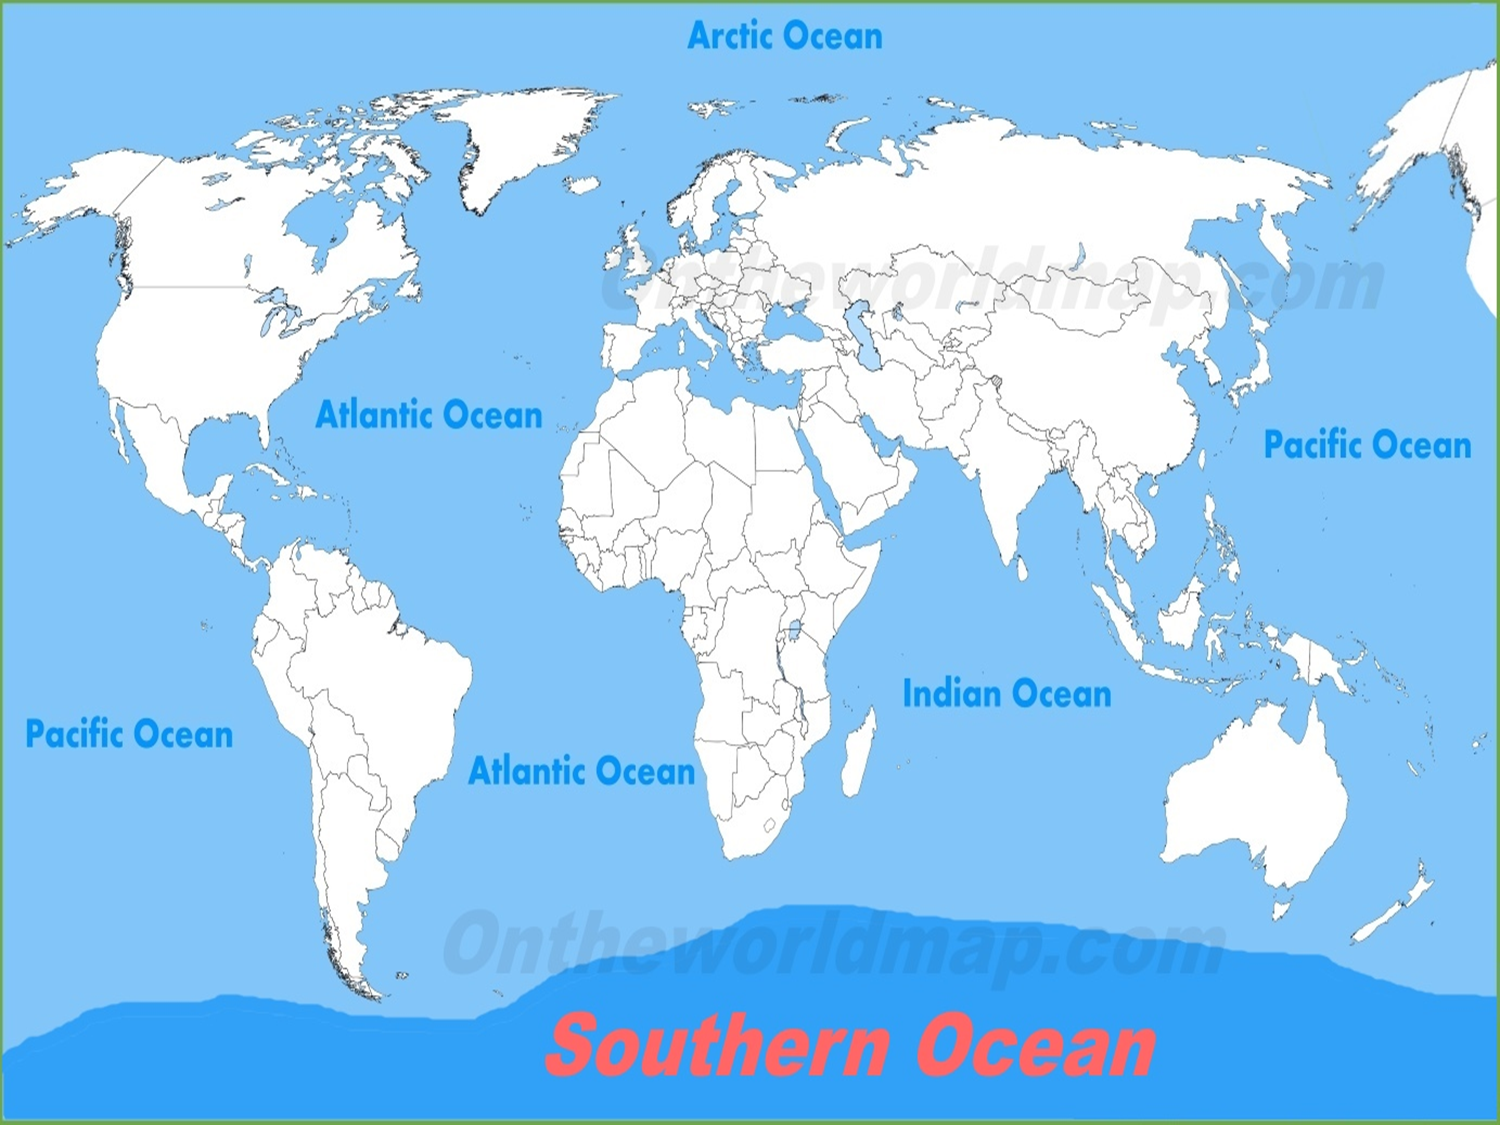 Arctic Ocean
Ontheworldmap.com
Atlantic Ocean
Pacific Ocean
Indian Ocean
Pacific Ocean
Atlantic Ocean
Ontheworldmap.com
Southern Ocean